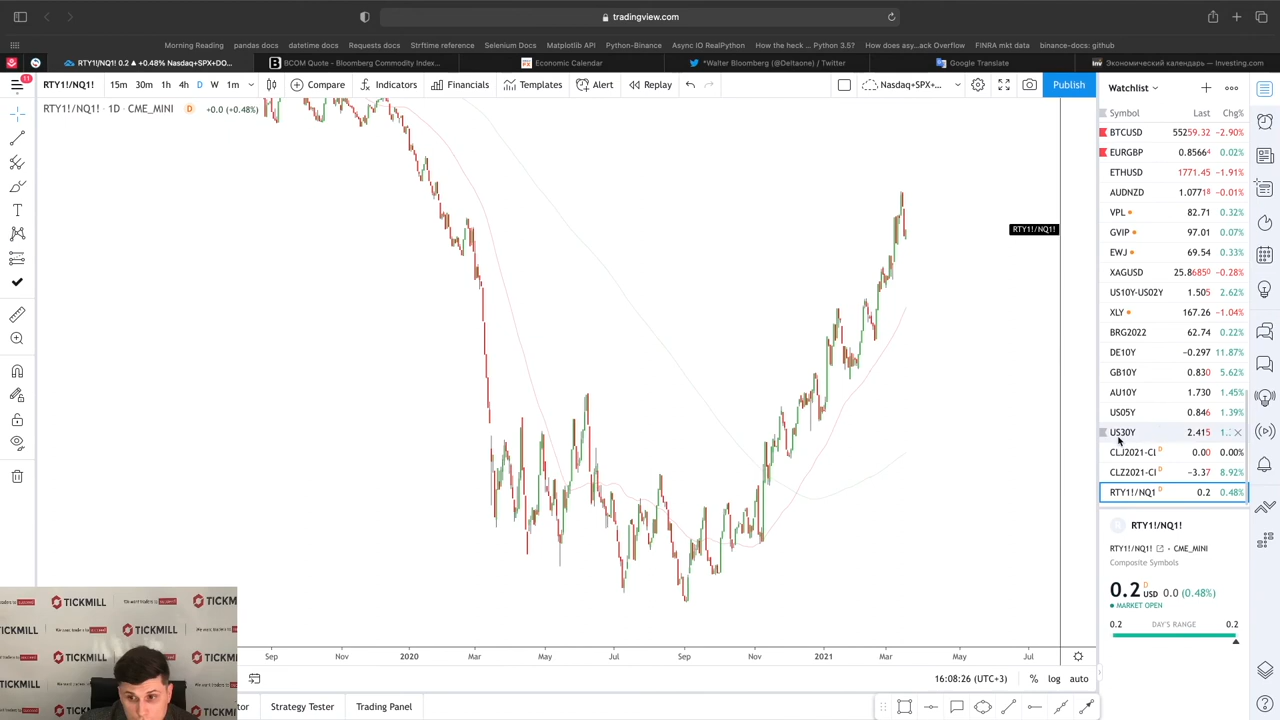 tradingview.com
Morning Reading pandas docs datetime docs Requests docs Strftime reference Selenium Docs Matplotlib API Python-Binance Async IO RealPython How the heck ... Python 3.5? How does asy...ack Overflow FINRA mkt data binance-docs: github
RTY1!/NQ1! 0.2 ▲+0.48% Nasdaq+SPX+DO... BCOM Quote - Bloomberg Commodity Index... Economic Calendar *Walter Bloomberg (@Deltaone) / Twitter Google Translate Экономический календарь — Investing.com
11
RTY1!/NQ1! 15m 30m 1h 4h D W 1m Compare Indicators Financials Templates Alert Replay Nasdaq+SPX+... Publish
RTY1!/NQ1! · 1D · CME_MINI D +0.0 (+0.48%)
RTY1!/NQ1!
Watchlist
Symbol Last Chg%
BTCUSD 55259.32 −2.90%
EURGBP 0.85664 0.02%
ETHUSD 1771.45 −1.91%
AUDNZD 1.07718 −0.01%
VPL 82.71 0.32%
GVIP 97.01 0.07%
EWJ 69.54 0.33%
XAGUSD 25.86850 −0.28%
US10Y-US02Y 1.505 2.62%
XLY 167.26 −1.04%
BRG2022 62.74 0.22%
DE10Y −0.297 11.87%
GB10Y 0.830 5.62%
AU10Y 1.730 1.45%
US05Y 0.846 1.39%
US30Y 2.415 1.:
CLJ2021-Cl D 0.00 0.00%
CLZ2021-Cl D −3.37 8.92%
RTY1!/NQ1 D 0.2 0.48%
RTY1!/NQ1!
RTY1!/NQ1! · CME_MINI
Composite Symbols
0.2 D USD 0.0 (0.48%)
MARKET OPEN
0.2 DAY'S RANGE 0.2
TICKMILL
TICKMILL
TICKMILL
Sep Nov 2020 Mar May Jul Sep Nov 2021 Mar May Jul
16:08:26 (UTC+3) % log auto
tor Strategy Tester Trading Panel